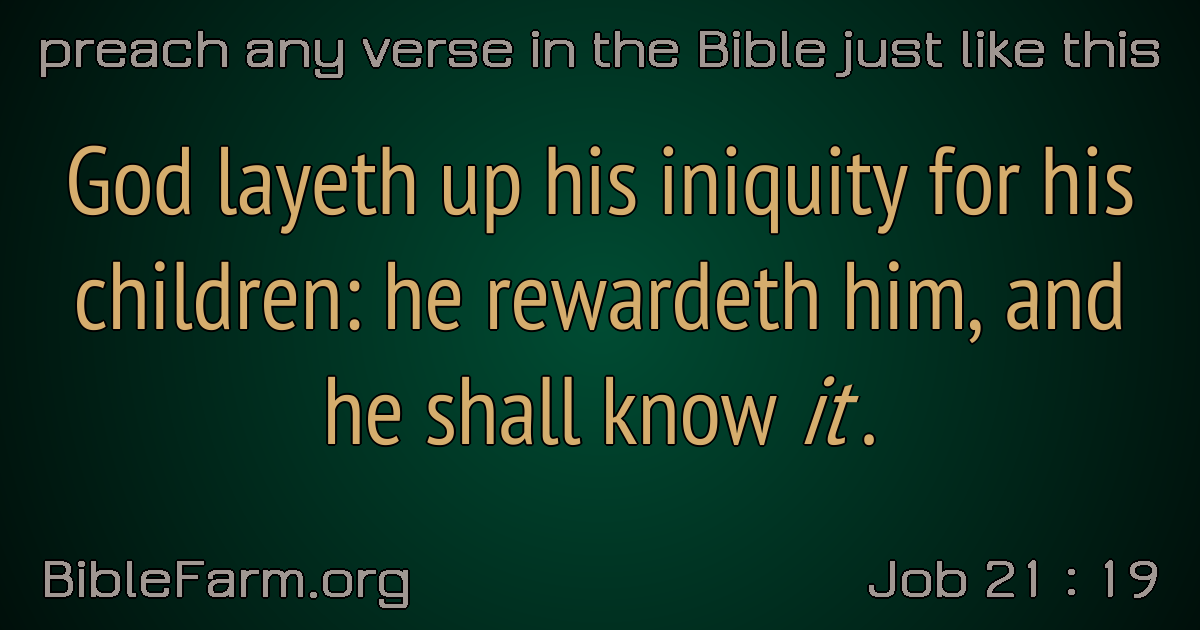 preach any verse in the Bible just like this
God layeth up his iniquity for his
children: he rewardeth him, and
he shall know it.
BibleFarm.org
Job 21 : 19